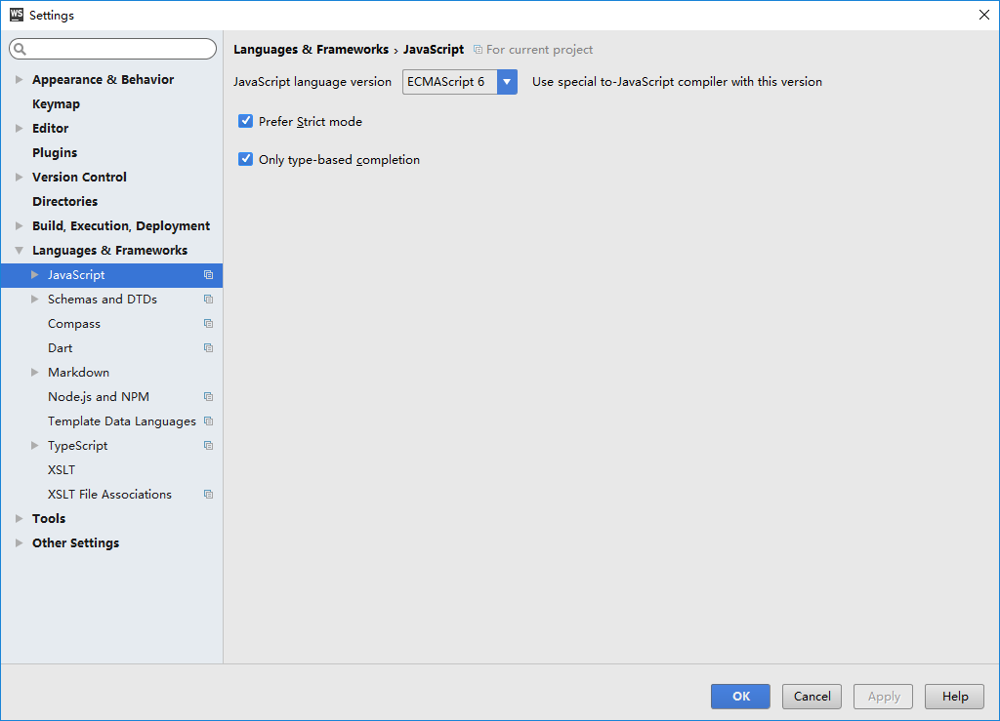 WS Settings
Languages & Frameworks › JavaScript For current project
JavaScript language version ECMAScript 6 Use special to-JavaScript compiler with this version
Prefer Strict mode
Only type-based completion
Appearance & Behavior
Keymap
Editor
Plugins
Version Control
Directories
Build, Execution, Deployment
Languages & Frameworks
JavaScript
Schemas and DTDs
Compass
Dart
Markdown
Node.js and NPM
Template Data Languages
TypeScript
XSLT
XSLT File Associations
Tools
Other Settings
OK Cancel Apply Help